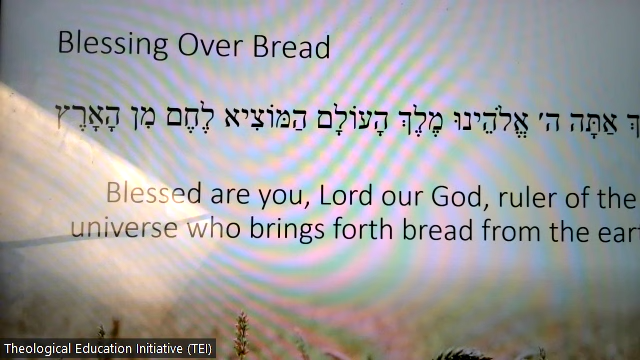 Blessing Over Bread
אַתָּה ה' אֱלֹהֵינוּ מֶלֶךְ הָעוֹלָם הַמּוֹצִיא לֶחֶם מִן הָאָרֶץ
Blessed are you, Lord our God, ruler of the
universe who brings forth bread from the
Theological Education Initiative (TEI)